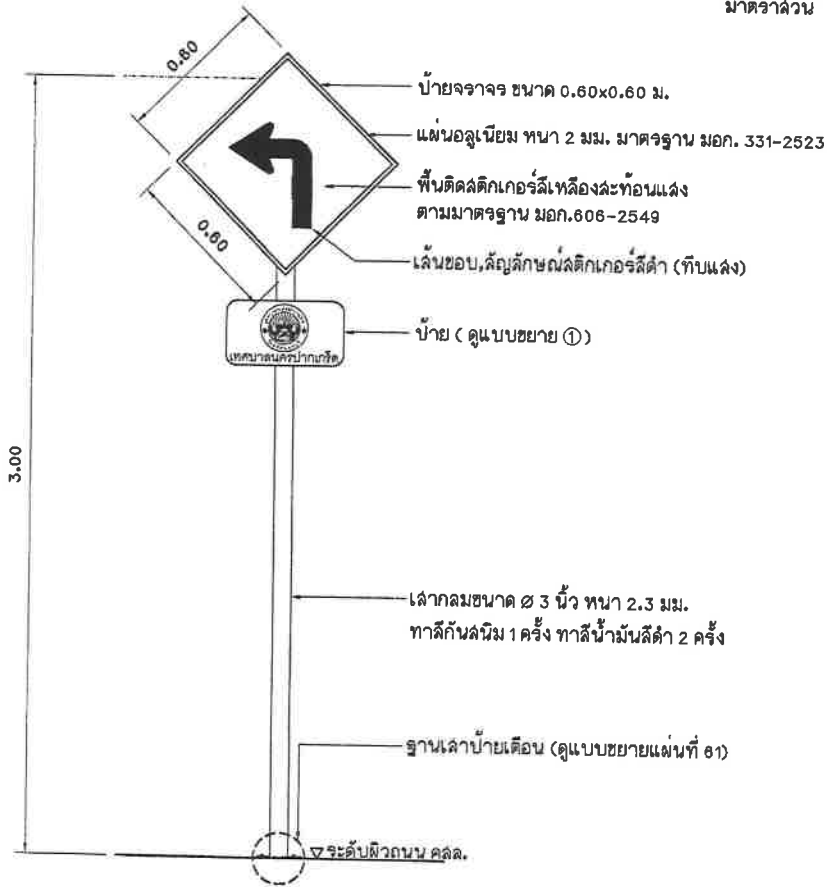 มาตราส่วน
0.60
ป้ายจราจร ขนาด 0.60x0.60 ม.
แผ่นอลูเนียม หนา 2 มม. มาตรฐาน มอก. 331-2523
พื้นติดสติกเกอร์สีเหลืองสะท้อนแสง
ตามมาตรฐาน มอก.606-2549
0.60
เส้นขอบ,สัญลักษณ์สติกเกอร์สีดำ (ทึบแสง)
ป้าย ( ดูแบบขยาย ①)
เทศบาลนครปากเกร็ด
3.00
เสากลมขนาด Ø 3 นิ้ว หนา 2.3 มม.
ทาสีกันสนิม 1 ครั้ง ทาสีน้ำมันสีดำ 2 ครั้ง
ฐานเสาป้ายเตือน (ดูแบบขยายแผ่นที่ 61)
ระดับผิวถนน คสล.